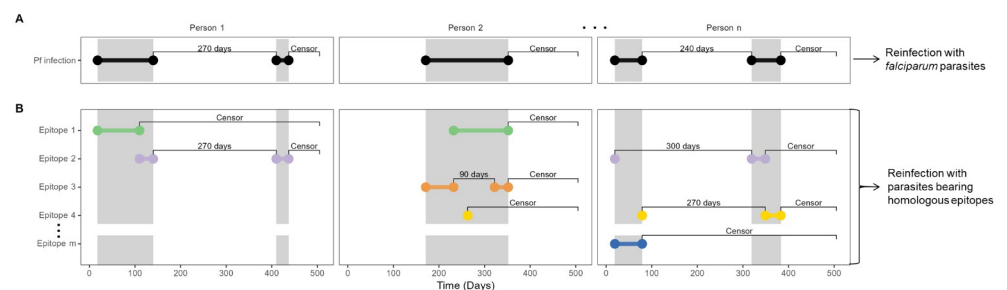 A
Person 1
Person 2
• • •
Person n
Pf infection
270 days
Censor
Censor
240 days
Censor
Reinfection with
falciparum parasites
B
Epitope 1
Censor
Censor
Epitope 2
270 days
Censor
300 days
Censor
Epitope 3
90 days
Censor
Epitope 4
Censor
270 days
Censor
Epitope m
Censor
Reinfection with
parasites bearing
homologous epitopes
0 100 200 300 400 500
0 100 200 300 400 500
0 100 200 300 400 500
Time (Days)